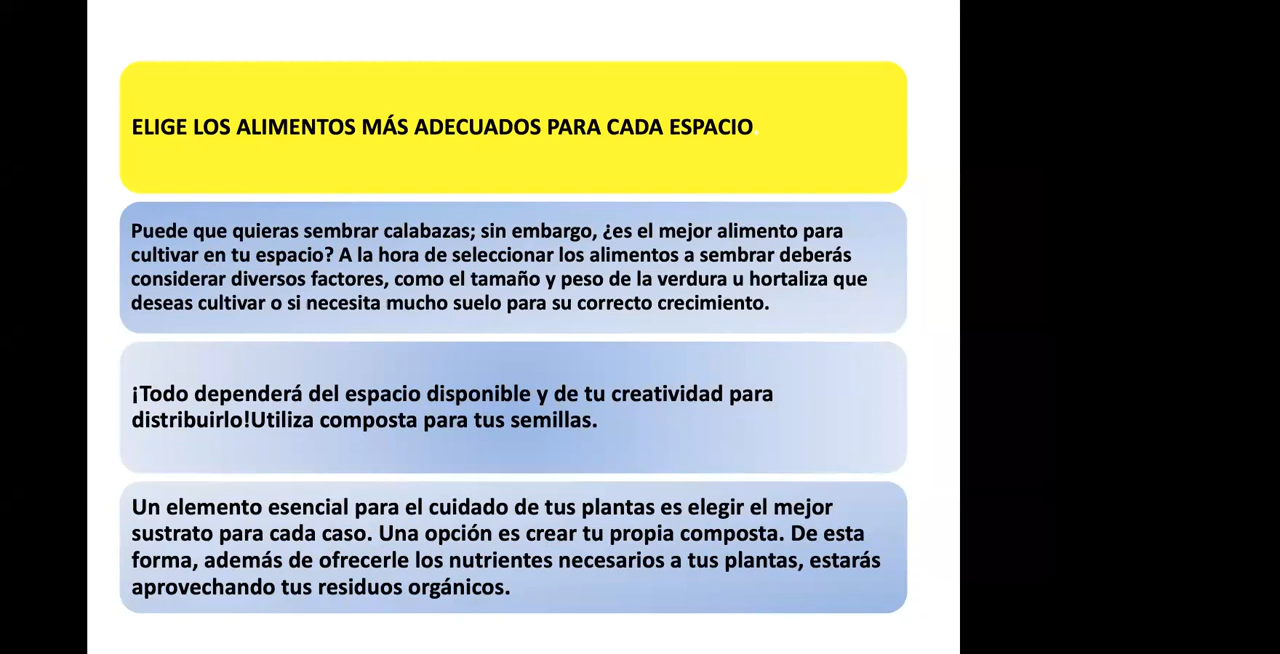 ELIGE LOS ALIMENTOS MÁS ADECUADOS PARA CADA ESPACIO.
Puede que quieras sembrar calabazas; sin embargo, ¿es el mejor alimento para
cultivar en tu espacio? A la hora de seleccionar los alimentos a sembrar deberás
considerar diversos factores, como el tamaño y peso de la verdura u hortaliza que
deseas cultivar o si necesita mucho suelo para su correcto crecimiento.
¡Todo dependerá del espacio disponible y de tu creatividad para
distribuirlo!Utiliza composta para tus semillas.
Un elemento esencial para el cuidado de tus plantas es elegir el mejor
sustrato para cada caso. Una opción es crear tu propia composta. De esta
forma, además de ofrecerle los nutrientes necesarios a tus plantas, estarás
aprovechando tus residuos orgánicos.